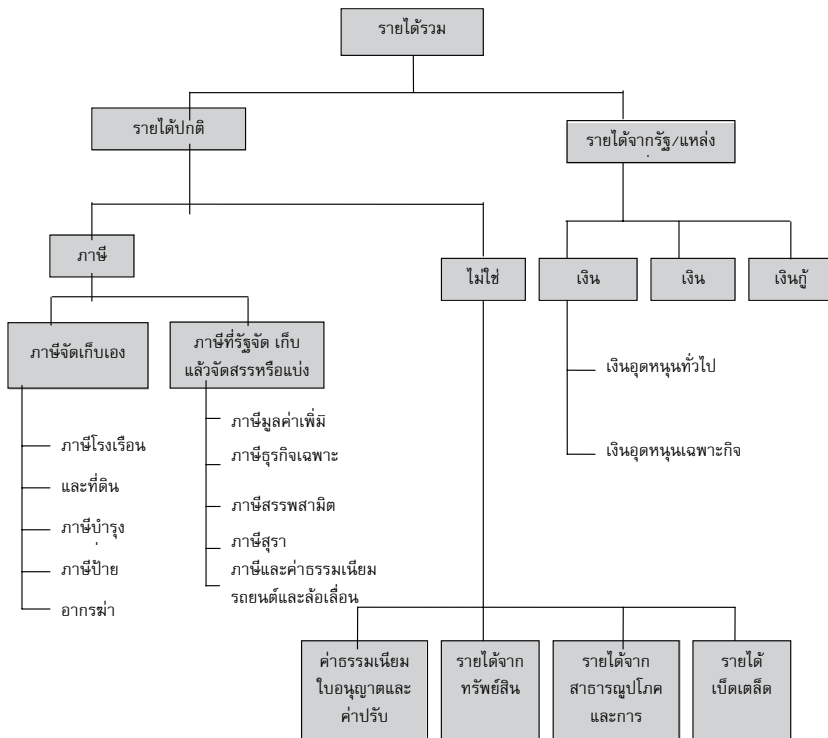 รายได้รวม
รายได้ปกติ
รายได้จากรัฐ/แหล่ง
ภาษี
ไม่ใช่
เงิน
เงิน
เงินกู้
ภาษีจัดเก็บเอง
ภาษีที่รัฐจัด เก็บ
แล้วจัดสรรหรือแบ่ง
เงินอุดหนุนทั่วไป
เงินอุดหนุนเฉพาะกิจ
ภาษีโรงเรือน
และที่ดิน
ภาษีบำรุง
ภาษีป้าย
อากรฆ่า
ภาษีมูลค่าเพิ่มิ
ภาษีธุรกิจเฉพาะ
ภาษีสรรพสามิต
ภาษีสุรา
ภาษีและค่าธรรมเนียม
รถยนต์และล้อเลื่อน
ค่าธรรมเนียม
ใบอนุญาตและ
ค่าปรับ
รายได้จาก
ทรัพย์สิน
รายได้จาก
สาธารณูปโภค
และการ
รายได้
เบ็ดเตล็ด